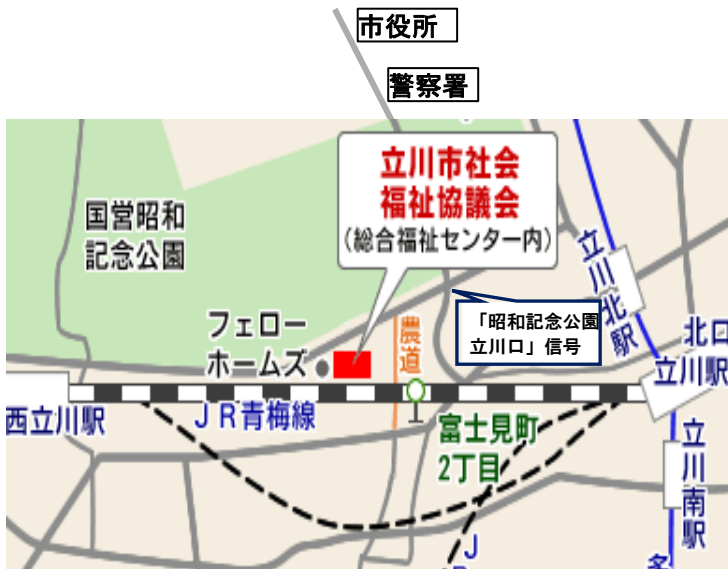 市役所
警察署
立川市社会
福祉協議会
（総合福祉センター内）
国営昭和
記念公園
立川北駅
「昭和記念公園
立川口」信号
フェロー
ホームズ
農道
北口
立川駅
西立川駅
ＪＲ青梅線
富士見町
2丁目
立川南駅
J
多